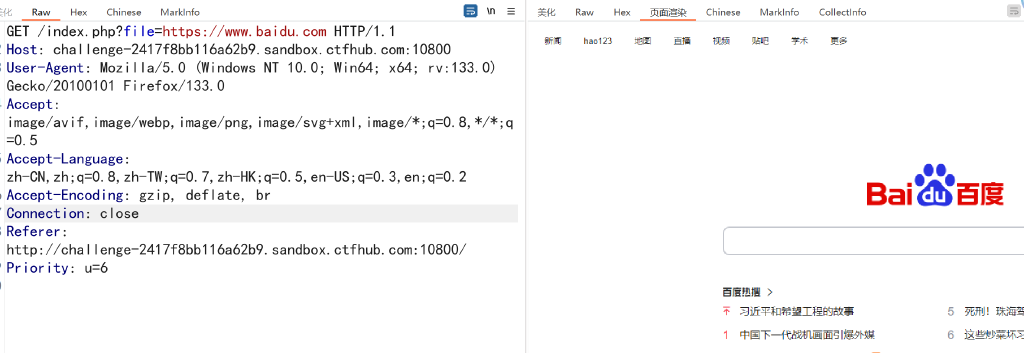 美化 Raw Hex Chinese MarkInfo \n
GET /index.php?file=https://www.baidu.com HTTP/1.1
Host: challenge-2417f8bb116a62b9.sandbox.ctfhub.com:10800
User-Agent: Mozilla/5.0 (Windows NT 10.0; Win64; x64; rv:133.0)
Gecko/20100101 Firefox/133.0
Accept:
image/avif,image/webp,image/png,image/svg+xml,image/*;q=0.8,*/*;q
=0.5
Accept-Language:
zh-CN,zh;q=0.8,zh-TW;q=0.7,zh-HK;q=0.5,en-US;q=0.3,en;q=0.2
Accept-Encoding: gzip, deflate, br
Connection: close
Referer:
http://challenge-2417f8bb116a62b9.sandbox.ctfhub.com:10800/
Priority: u=6
美化 Raw Hex 页面渲染 Chinese MarkInfo CollectInfo
新闻 hao123 地图 直播 视频 贴吧 学术 更多
Bai du 百度
百度热搜 >
习近平和希望工程的故事 5 死刑！珠海驾
1 中国下一代战机画面引爆外媒 6 这些炒菜坏习